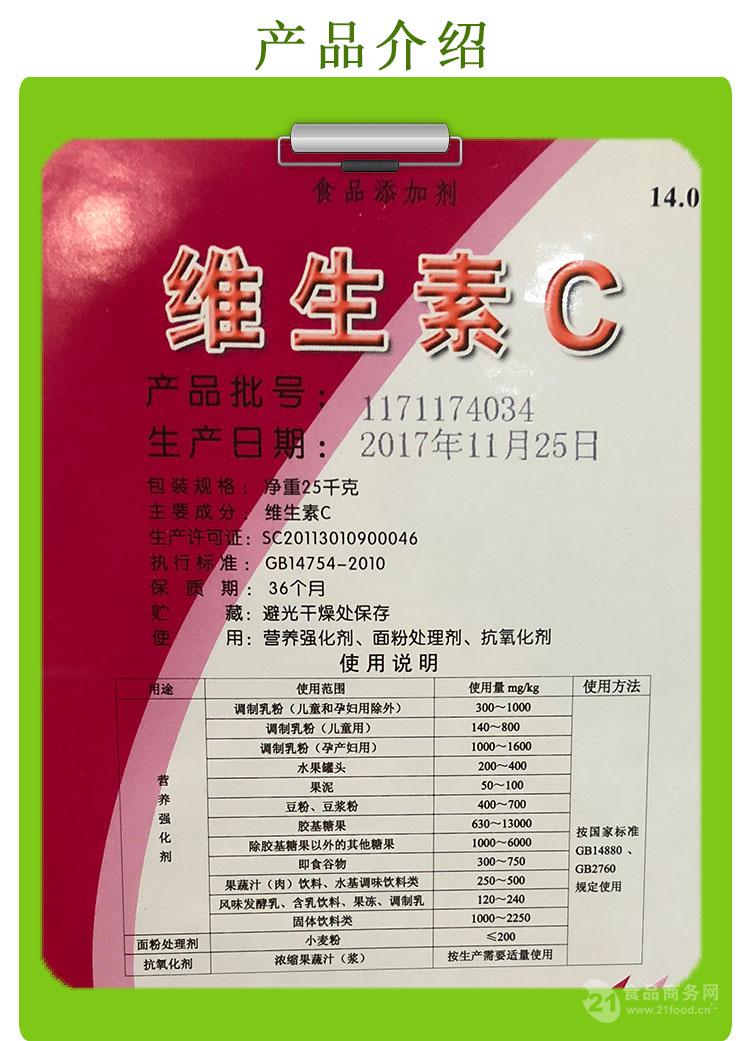 产品介绍
食品添加剂
14.0
维生素C
产品批号：1171174034
生产日期：2017年11月25日
包装规格：净重25千克
主要成分：维生素C
生产许可证：SC20113010900046
执行标准：GB14754-2010
保质期：36个月
贮藏：避光干燥处保存
使用：营养强化剂、面粉处理剂、抗氧化剂
使用说明
用途 使用范围 使用量 mg/kg 使用方法
营养强化剂
调制乳粉（儿童和孕妇用除外） 300～1000
调制乳粉（儿童用） 140～800
调制乳粉（孕产妇用） 1000～1600
水果罐头 200～400
果泥 50～100
豆粉、豆浆粉 400～700
胶基糖果 630～13000
除胶基糖果以外的其他糖果 1000～6000
即食谷物 300～750
果蔬汁（肉）饮料、水基调味饮料类 250～500
风味发酵乳、含乳饮料、果冻、调制乳 120～240
固体饮料类 1000～2250
面粉处理剂 小麦粉 ≤200
抗氧化剂 浓缩果蔬汁（浆） 按生产需要适量使用
按国家标准
GB14880、
GB2760
规定使用
21食品商务网
www.21food.cn